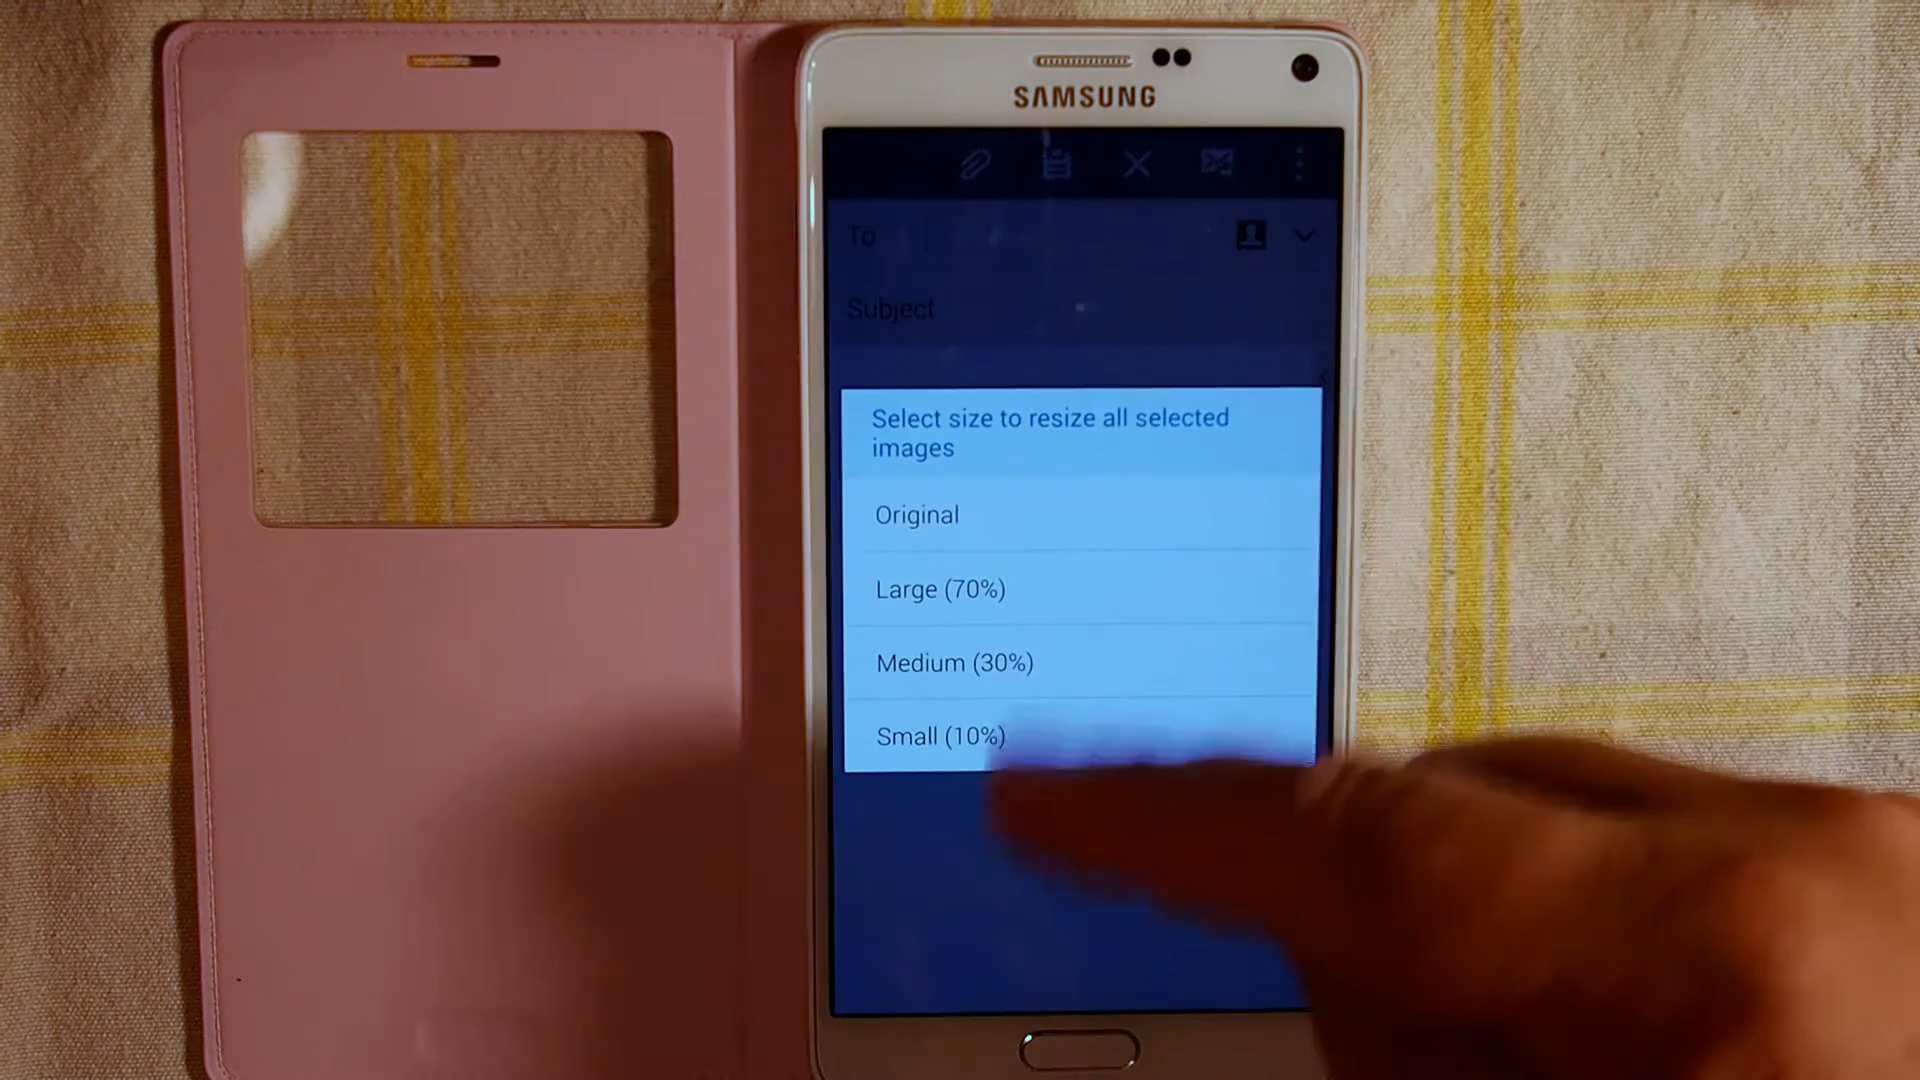 SAMSUNG
To
Subject
Select size to resize all selected
images
Original
Large (70%)
Medium (30%)
Small (10%)